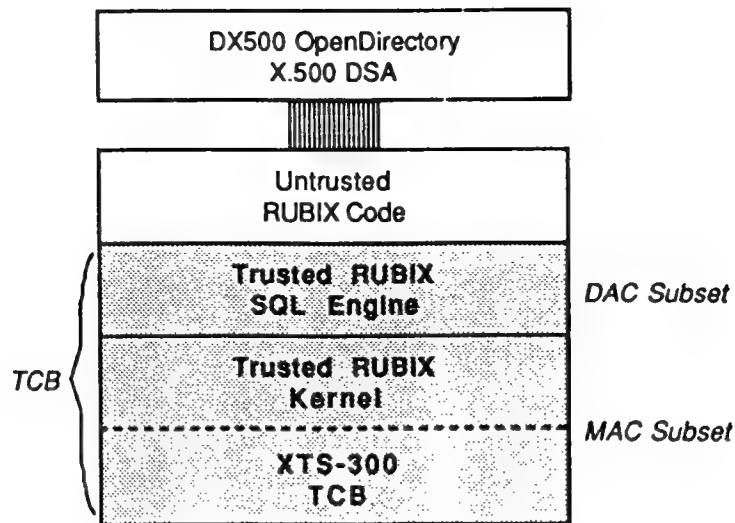 DX500 OpenDirectory
X.500 DSA
Untrusted
RUBIX Code
Trusted RUBIX
SQL Engine
DAC Subset
TCB
Trusted RUBIX
Kernel
MAC Subset
XTS-300
TCB